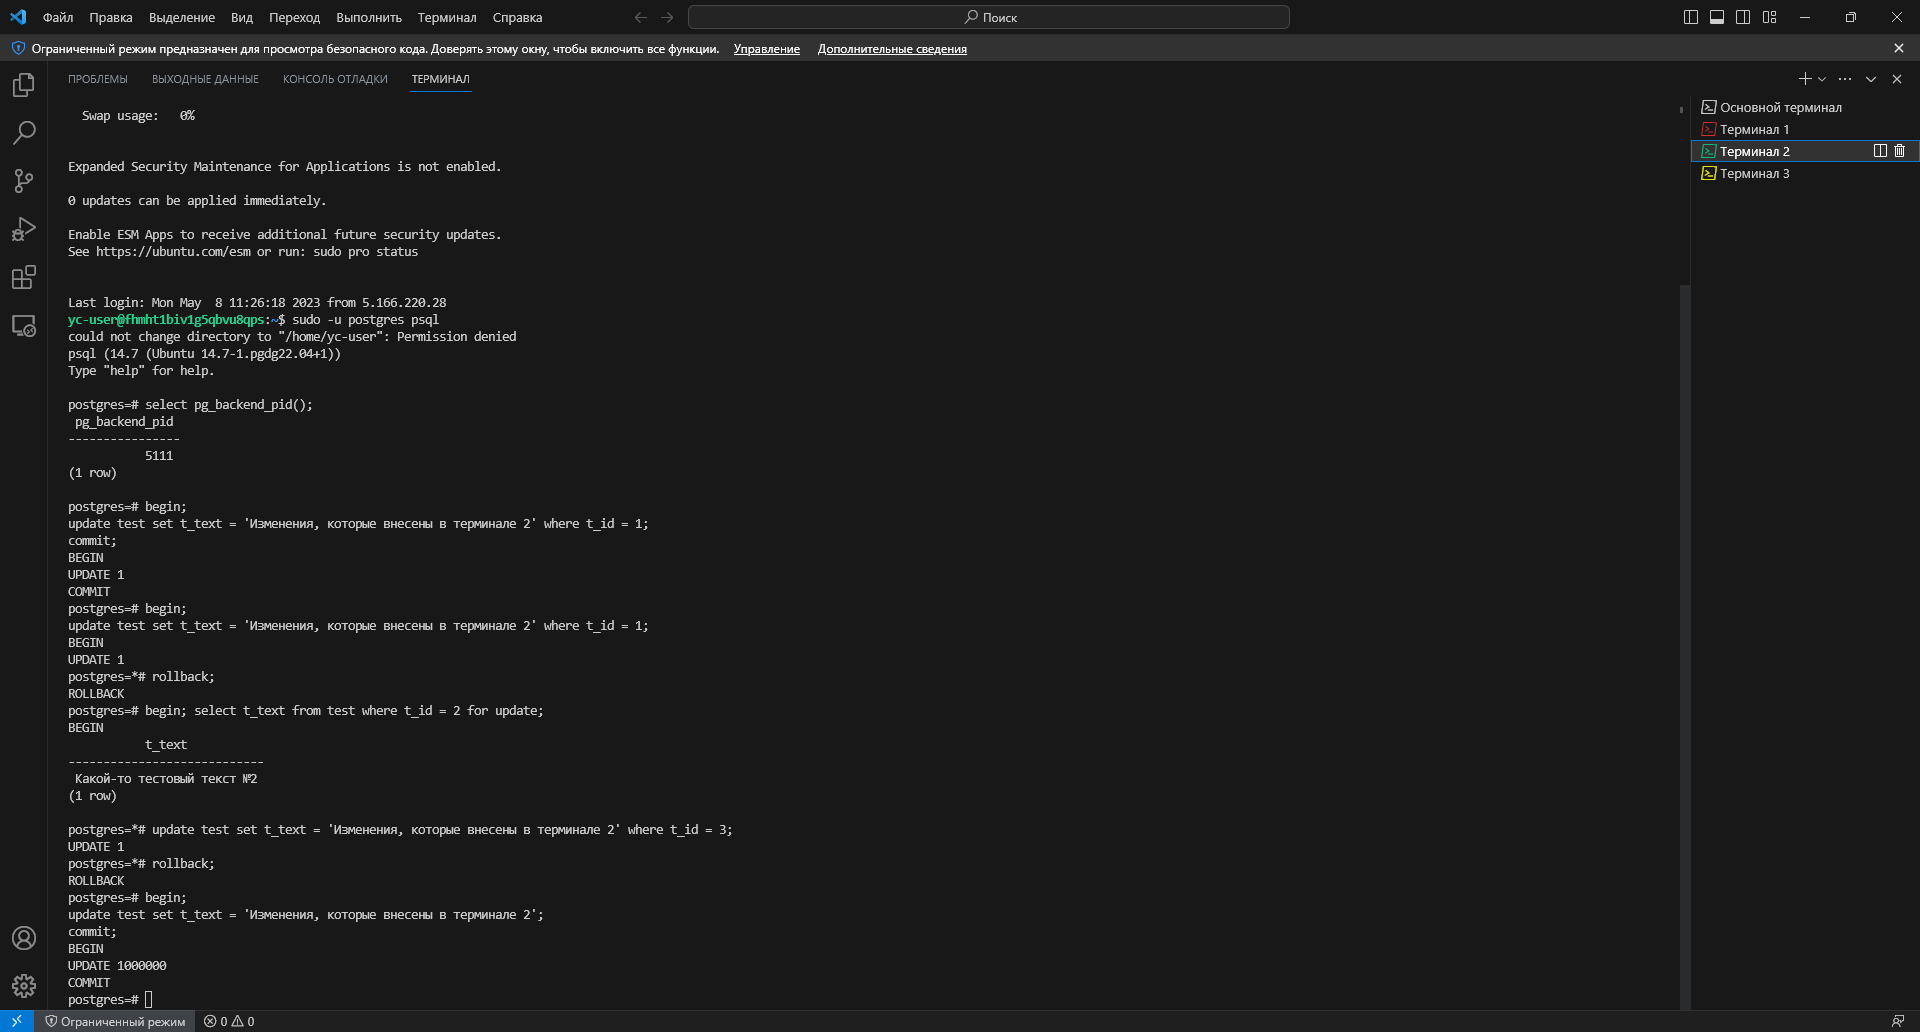 Файл Правка Выделение Вид Переход Выполнить Терминал Справка Поиск
Ограниченный режим предназначен для просмотра безопасного кода. Доверять этому окну, чтобы включить все функции. Управление Дополнительные сведения
ПРОБЛЕМЫ ВЫХОДНЫЕ ДАННЫЕ КОНСОЛЬ ОТЛАДКИ ТЕРМИНАЛ
Основной терминал
Терминал 1
Терминал 2
Терминал 3
Swap usage: 0%
Expanded Security Maintenance for Applications is not enabled.
0 updates can be applied immediately.
Enable ESM Apps to receive additional future security updates.
See https://ubuntu.com/esm or run: sudo pro status
Last login: Mon May  8 11:26:18 2023 from 5.166.220.28
yc-user@fhmht1biv1g5qbvu8qps:~$ sudo -u postgres psql
could not change directory to "/home/yc-user": Permission denied
psql (14.7 (Ubuntu 14.7-1.pgdg22.04+1))
Type "help" for help.
postgres=# select pg_backend_pid();
pg_backend_pid
----------------
5111
(1 row)
postgres=# begin;
update test set t_text = 'Изменения, которые внесены в терминале 2' where t_id = 1;
commit;
BEGIN
UPDATE 1
COMMIT
postgres=# begin;
update test set t_text = 'Изменения, которые внесены в терминале 2' where t_id = 1;
BEGIN
UPDATE 1
postgres=*# rollback;
ROLLBACK
postgres=# begin; select t_text from test where t_id = 2 for update;
BEGIN
t_text
----------------------------
Какой-то тестовый текст №2
(1 row)
postgres=*# update test set t_text = 'Изменения, которые внесены в терминале 2' where t_id = 3;
UPDATE 1
postgres=*# rollback;
ROLLBACK
postgres=# begin;
update test set t_text = 'Изменения, которые внесены в терминале 2';
commit;
BEGIN
UPDATE 1000000
COMMIT
postgres=#
Ограниченный режим 0 0